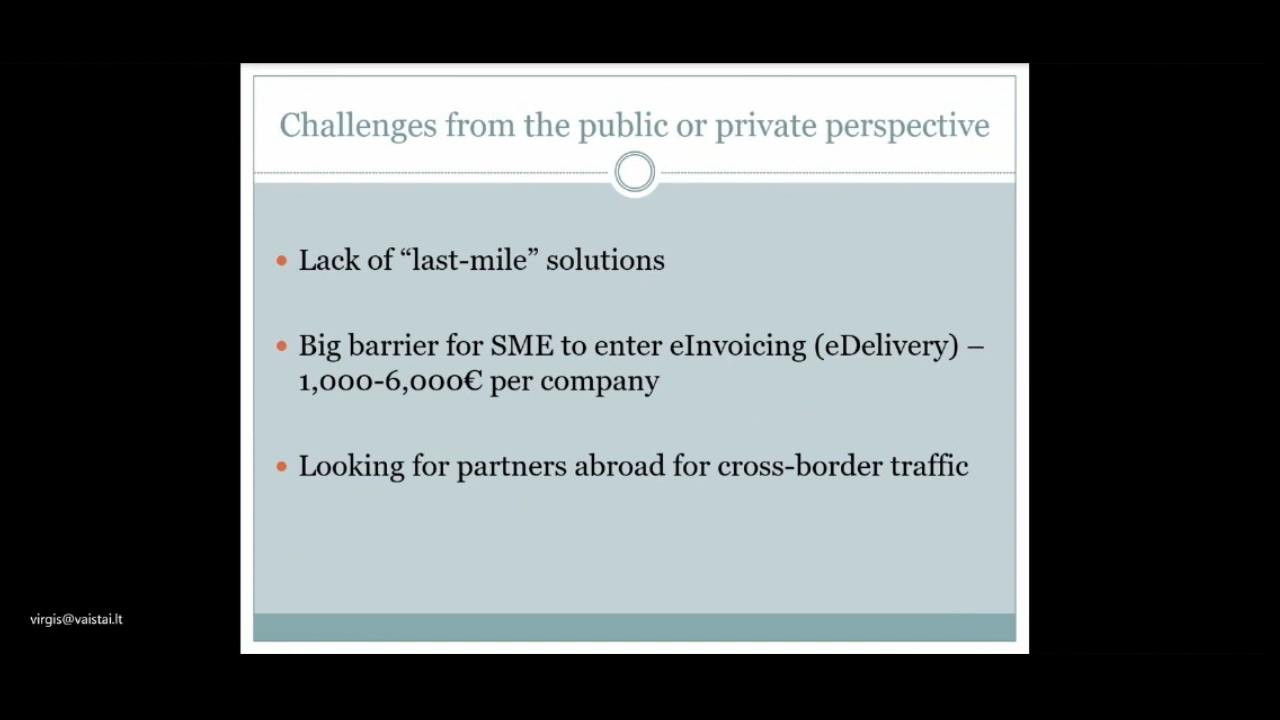 Challenges from the public or private perspective
• Lack of “last-mile” solutions
• Big barrier for SME to enter eInvoicing (eDelivery) –
1,000-6,000€ per company
• Looking for partners abroad for cross-border traffic
virgis@vaistai.lt